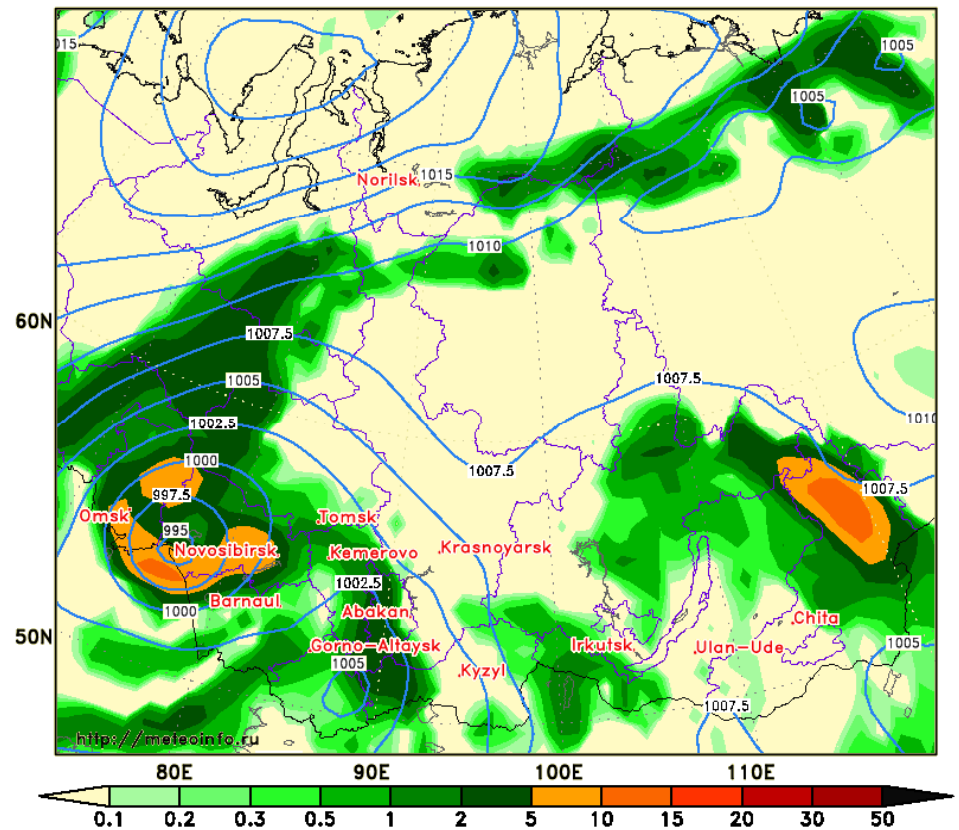 015
1005
1005
Norilsk
1015
1010
60N
1007.5
1005
1007.5
1002.5
1010
1000
1007.5
997.5
1007.5
Omsk
Tomsk
995
Novosibirsk
Kemerovo
Krasnoyarsk
1002.5
Barnaul
1000
Abakan
Chita
50N
Gorno-Altaysk
Irkutsk
Ulan-Ude
1005
1005
Kyzyl
1007.5
http://meteoinfo.ru
80E 90E 100E 110E
0.1 0.2 0.3 0.5 1 2 5 10 15 20 30 50